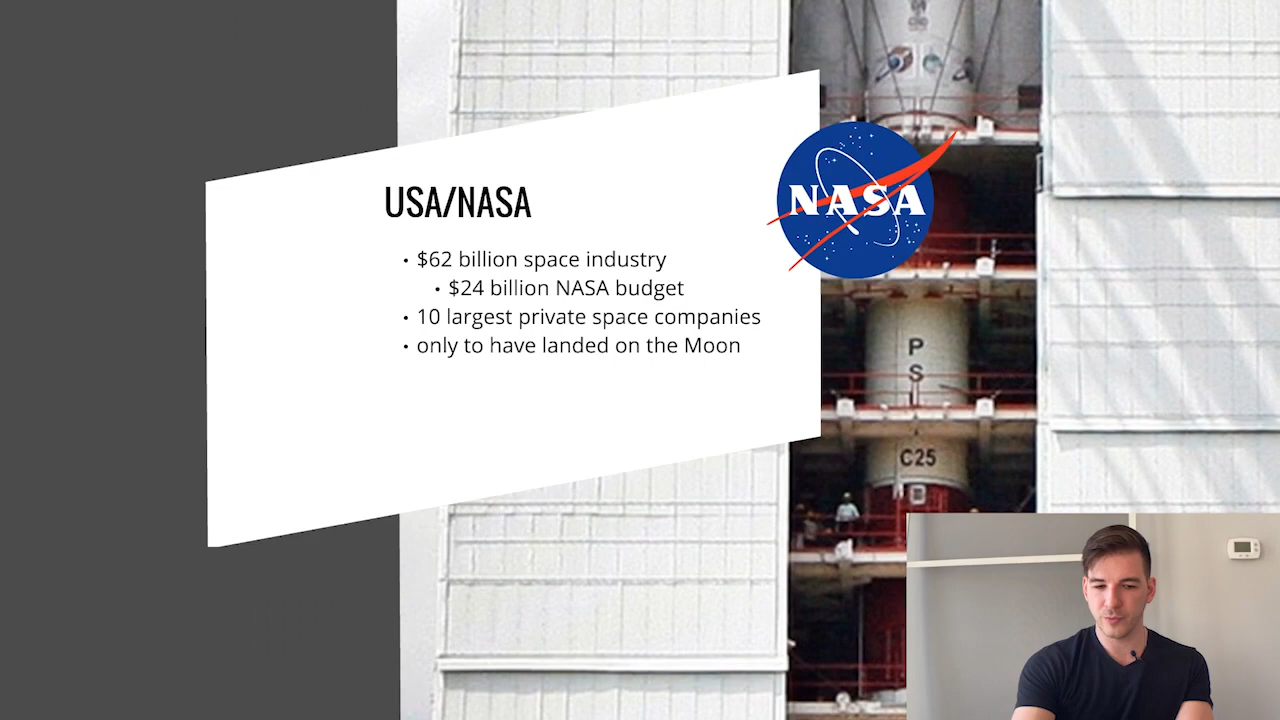 USA/NASA
• $62 billion space industry
• $24 billion NASA budget
• 10 largest private space companies
• only to have landed on the Moon
NASA
P
S
C25